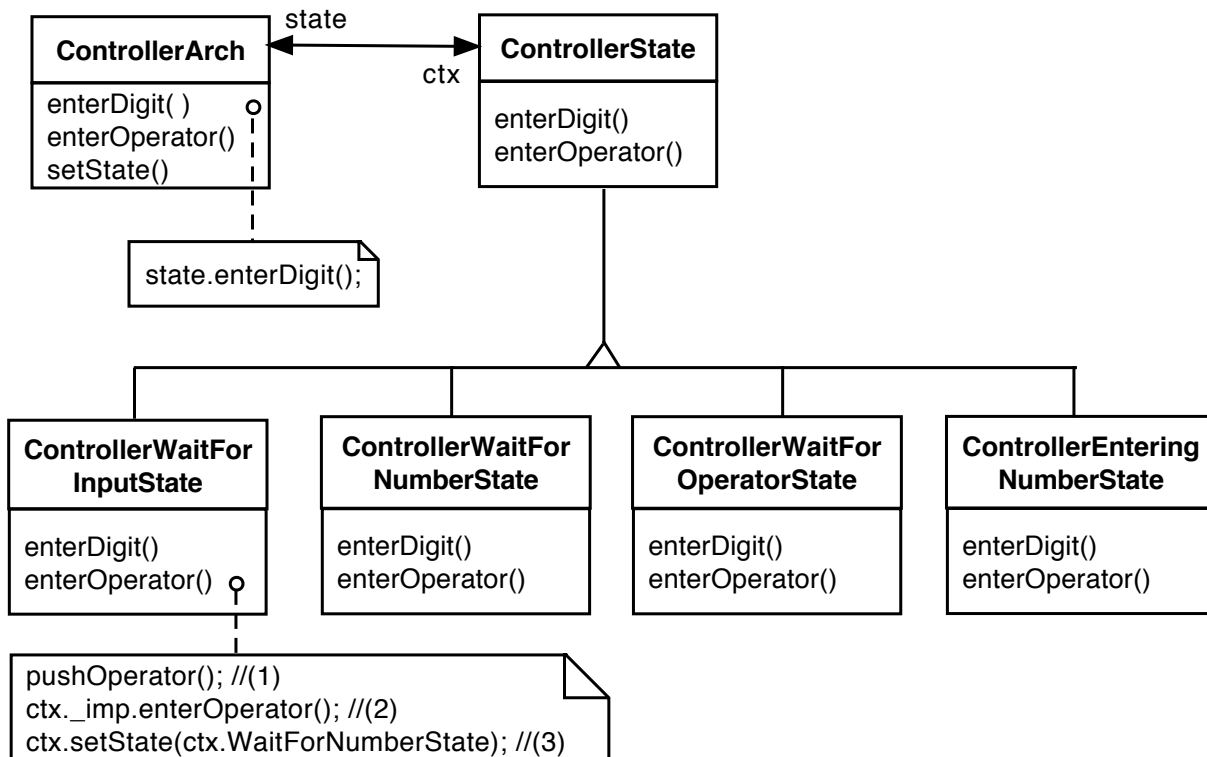 state
ControllerArch
ControllerState
ctx
enterDigit( )
enterOperator()
setState()
enterDigit()
enterOperator()
state.enterDigit();
ControllerWaitFor
InputState
enterDigit()
enterOperator()
ControllerWaitFor
NumberState
enterDigit()
enterOperator()
ControllerWaitFor
OperatorState
enterDigit()
enterOperator()
ControllerEntering
NumberState
enterDigit()
enterOperator()
pushOperator(); //(1)
ctx._imp.enterOperator(); //(2)
ctx.setState(ctx.WaitForNumberState); //(3)